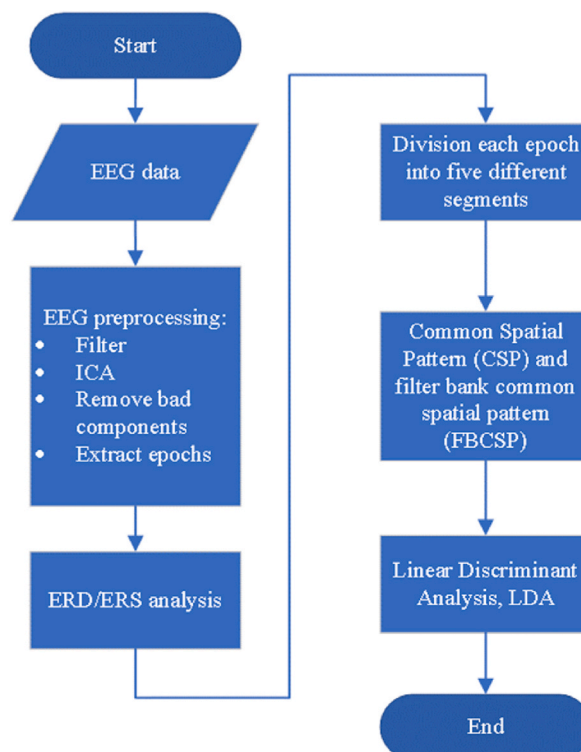 Start
EEG data
EEG preprocessing:
• Filter
• ICA
• Remove bad
components
• Extract epochs
ERD/ERS analysis
Division each epoch
into five different
segments
Common Spatial
Pattern (CSP) and
filter bank common
spatial pattern
(FBCSP)
Linear Discriminant
Analysis, LDA
End